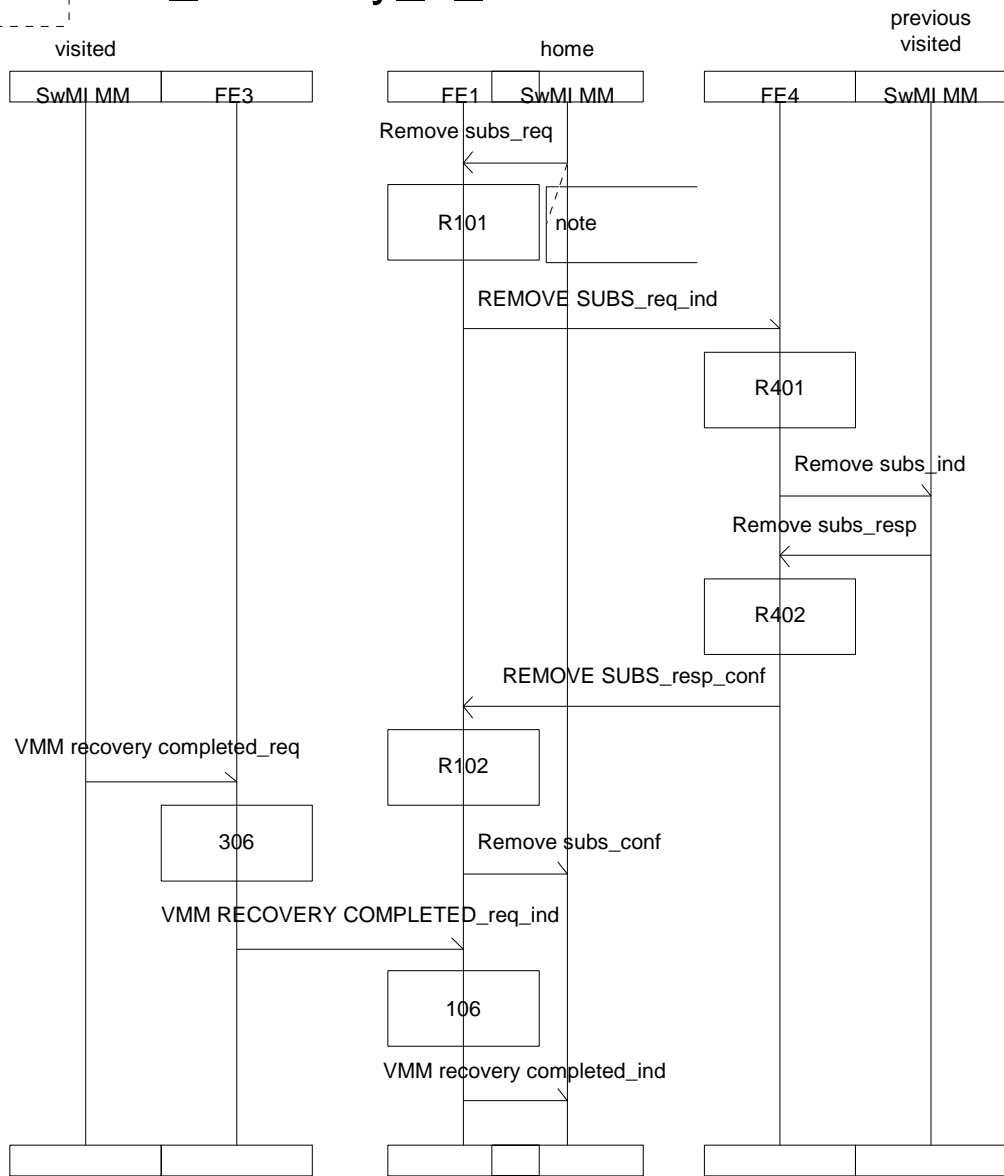 previous
visited
home
visited
SwMI MM
FE3
FE1
SwMI MM
FE4
SwMI MM
Remove subs_req
R101
note
REMOVE SUBS_req_ind
R401
Remove subs_ind
Remove subs_resp
R402
REMOVE SUBS_resp_conf
VMM recovery completed_req
R102
306
Remove subs_conf
VMM RECOVERY COMPLETED_req_ind
106
VMM recovery completed_ind